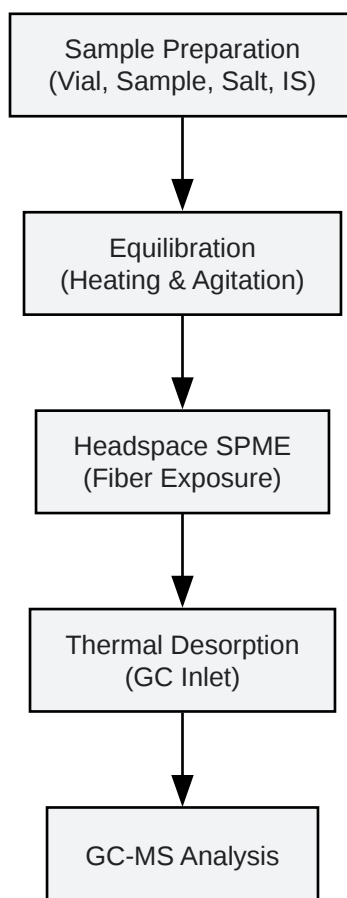 Sample Preparation
(Vial, Sample, Salt, IS)
Equilibration
(Heating & Agitation)
Headspace SPME
(Fiber Exposure)
Thermal Desorption
(GC Inlet)
GC-MS Analysis